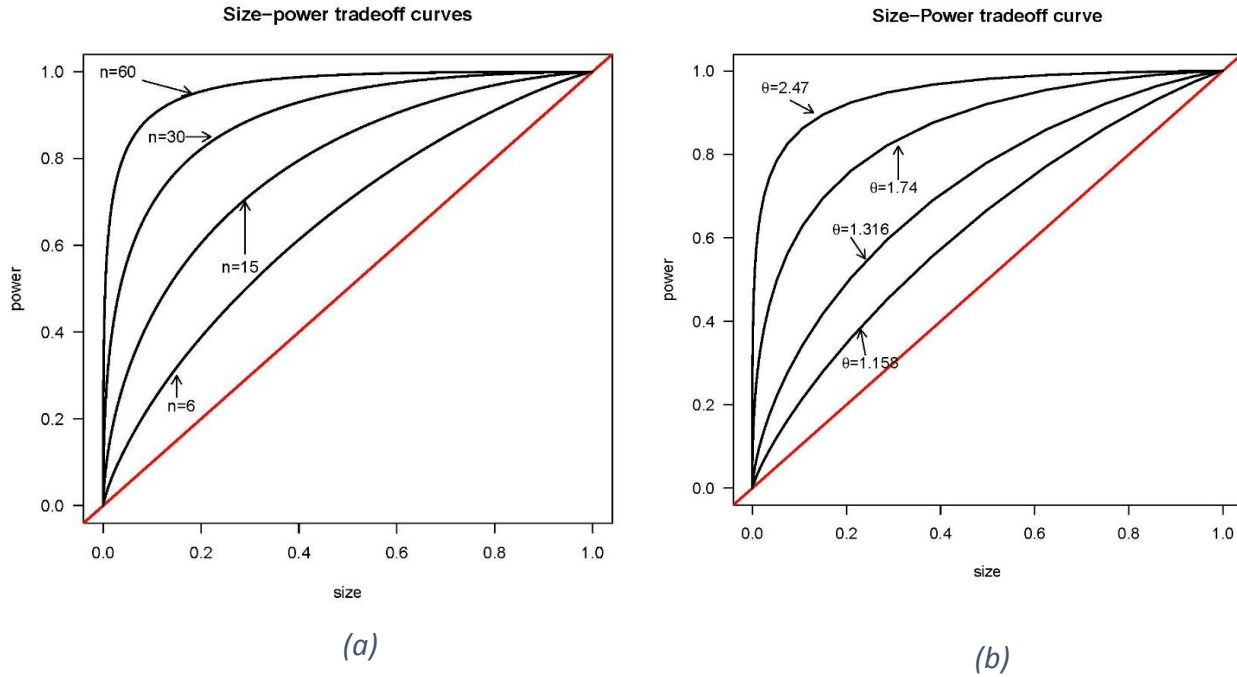 Size-power tradeoff curves
1.0
0.8
0.6
0.4
0.2
0.0
power
n=60
n=30
n=15
n=6
0.0 0.2 0.4 0.6 0.8 1.0
size
(a)
Size-Power tradeoff curve
1.0
0.8
0.6
0.4
0.2
0.0
power
θ=2.47
θ=1.74
θ=1.316
θ=1.158
0.0 0.2 0.4 0.6 0.8 1.0
size
(b)